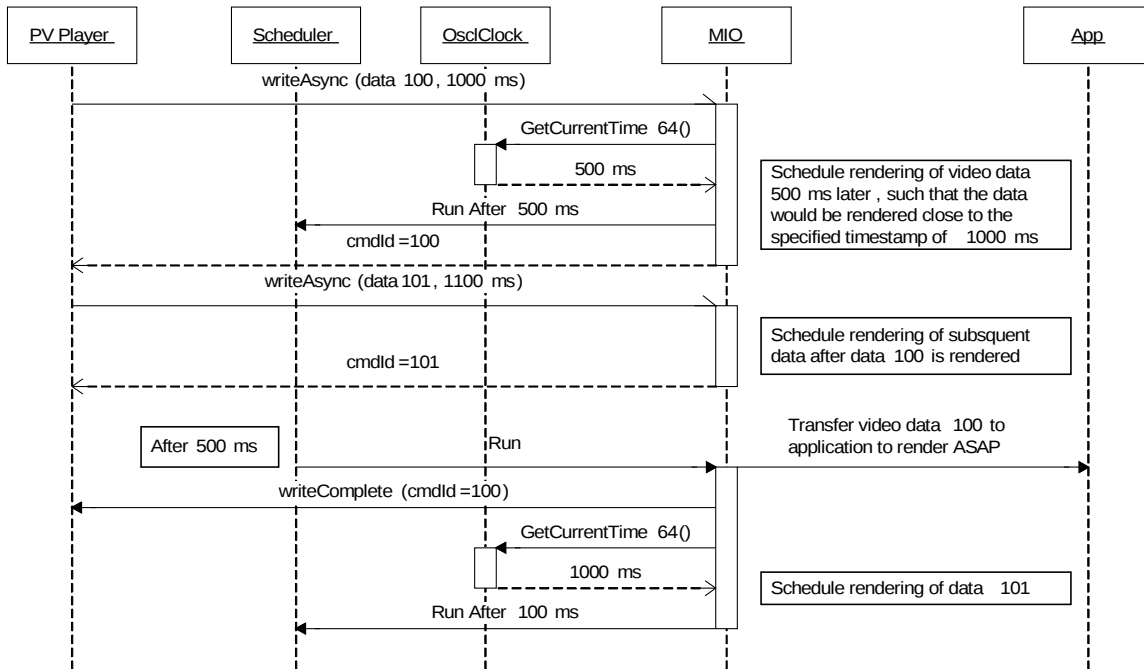 PV Player
Scheduler
OsclClock
MIO
App
writeAsync (data 100, 1000 ms)
GetCurrentTime 64()
500 ms
Schedule rendering of video data
500 ms later , such that the data
would be rendered close to the
specified timestamp of 1000 ms
Run After 500 ms
cmdId =100
writeAsync (data 101, 1100 ms)
Schedule rendering of subsquent
data after data 100 is rendered
cmdId =101
After 500 ms
Run
Transfer video data 100 to
application to render ASAP
writeComplete (cmdId =100)
GetCurrentTime 64()
1000 ms
Schedule rendering of data 101
Run After 100 ms